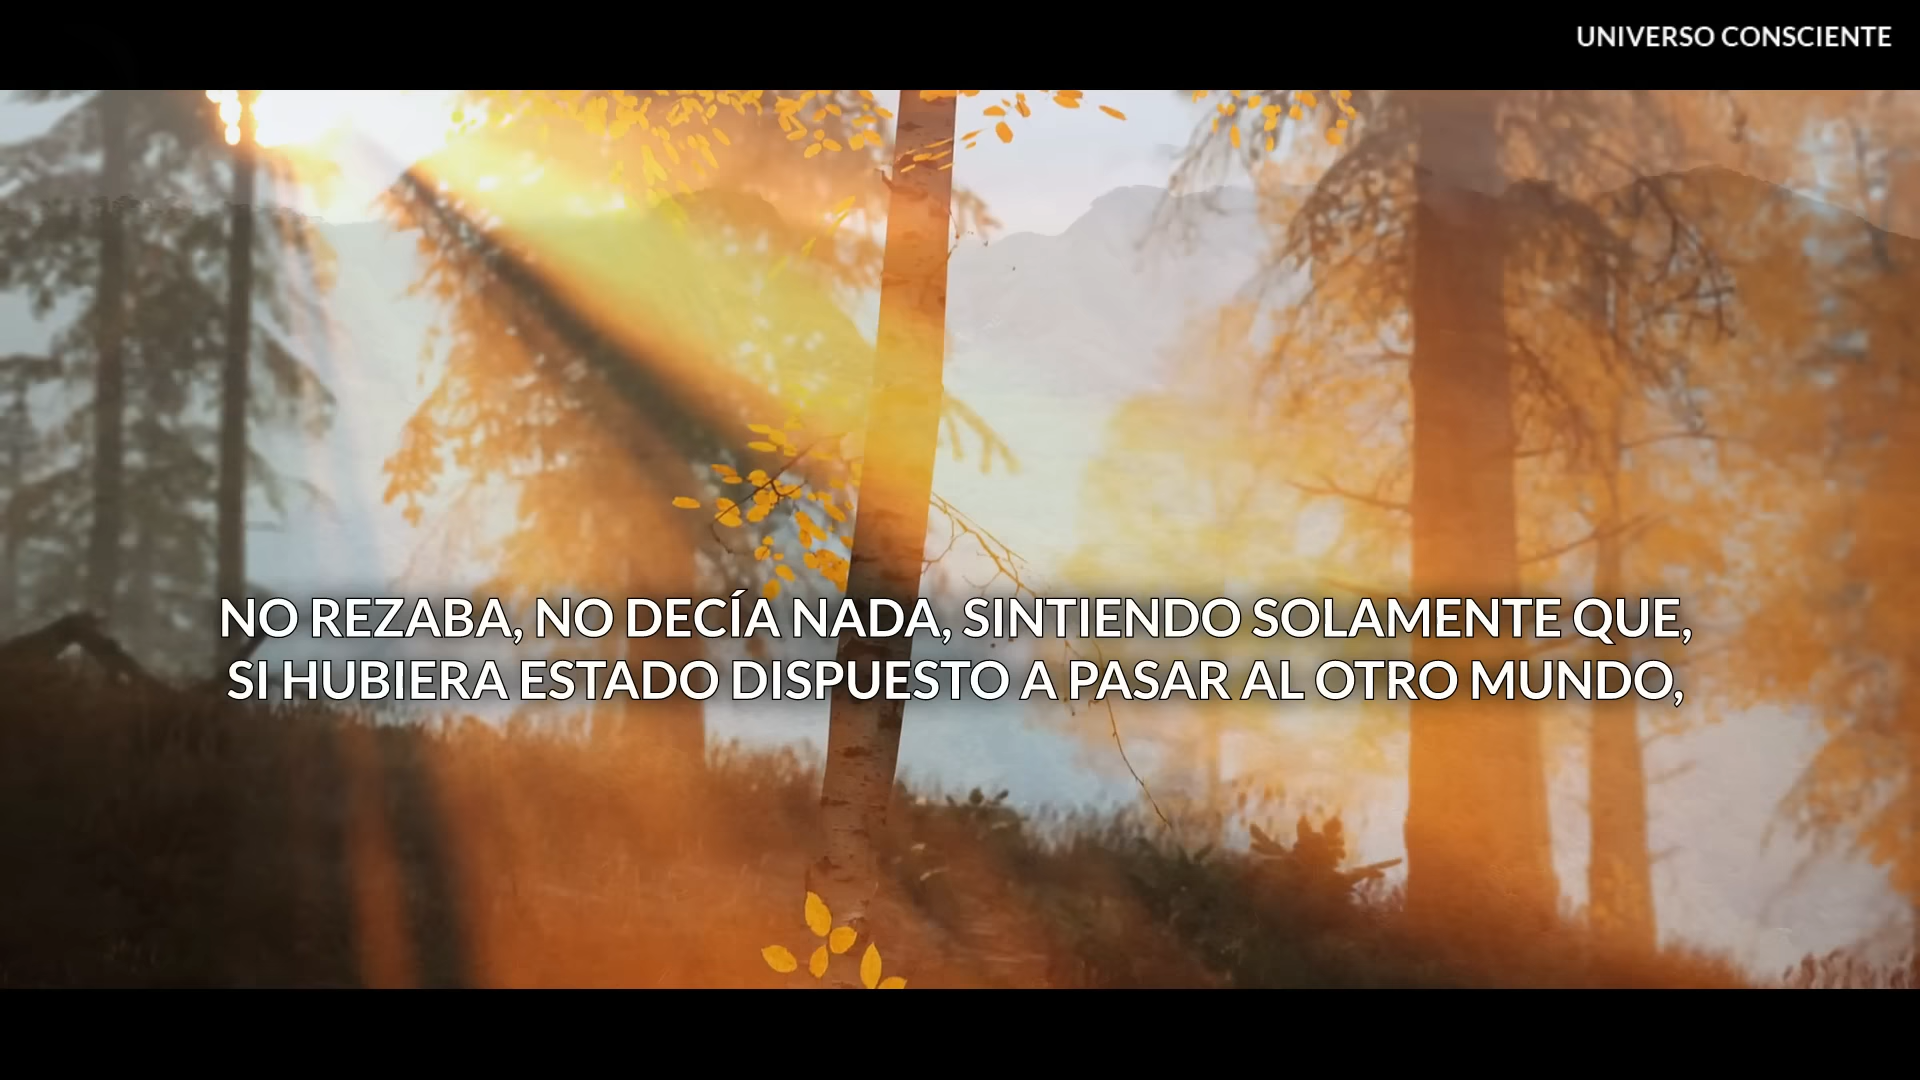 UNIVERSO CONSCIENTE
NO REZABA, NO DECÍA NADA, SINTIENDO SOLAMENTE QUE,
SI HUBIERA ESTADO DISPUESTO A PASAR AL OTRO MUNDO,